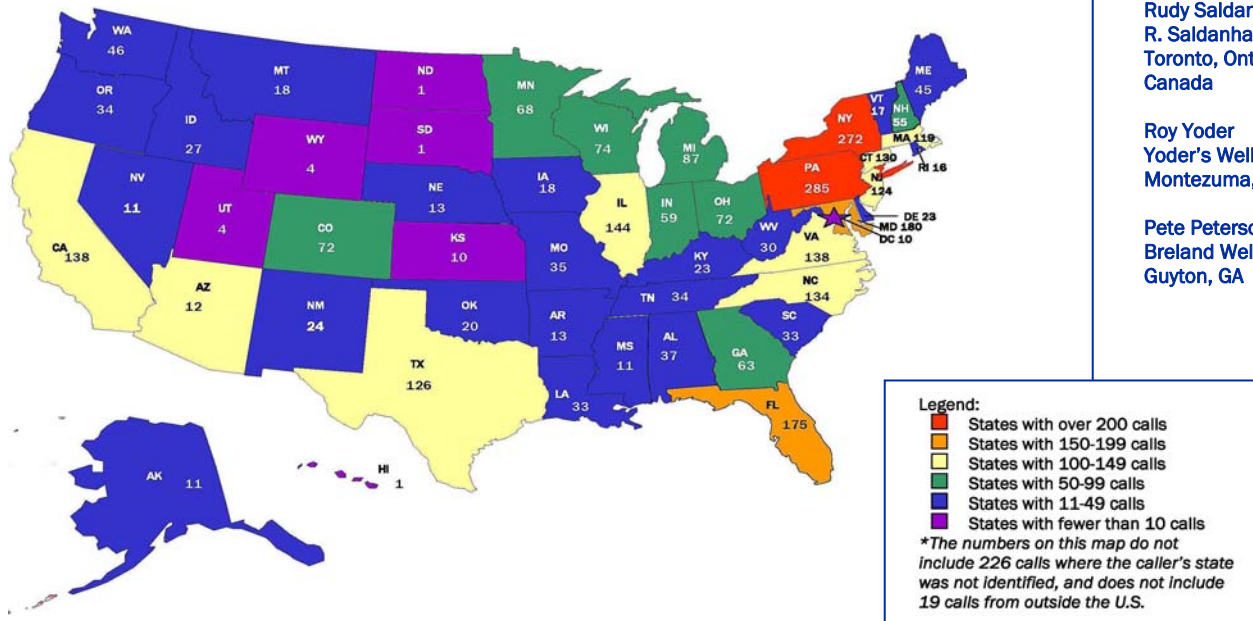 WA
46
OR
34
ID
27
MT
18
ND
1
SD
1
WY
4
NV
11
UT
4
CO
72
NE
13
KS
10
CA
138
AZ
12
NM
24
OK
20
TX
126
MN
68
WI
74
MI
87
IA
18
IL
144
IN
59
OH
72
MO
35
KY
23
WV
30
VA
138
TN 34
NC
134
AR
13
MS
11
AL
37
GA
63
SC
33
LA
33
FL
175
PA
285
NY
272
VT
17
NH
55
ME
45
MA 119
CT 130
RI 16
NJ
124
DE 23
MD 180
DC 10
AK 11
HI
1
Legend:
States with over 200 calls
States with 150-199 calls
States with 100-149 calls
States with 50-99 calls
States with 11-49 calls
States with fewer than 10 calls
*The numbers on this map do not
include 226 calls where the caller's state
was not identified, and does not include
19 calls from outside the U.S.
Rudy
R. Saldanha
Toronto,
Canada
Roy Yoder
Yoder's
Montezuma,
Pete
Breland
Guyton, GA